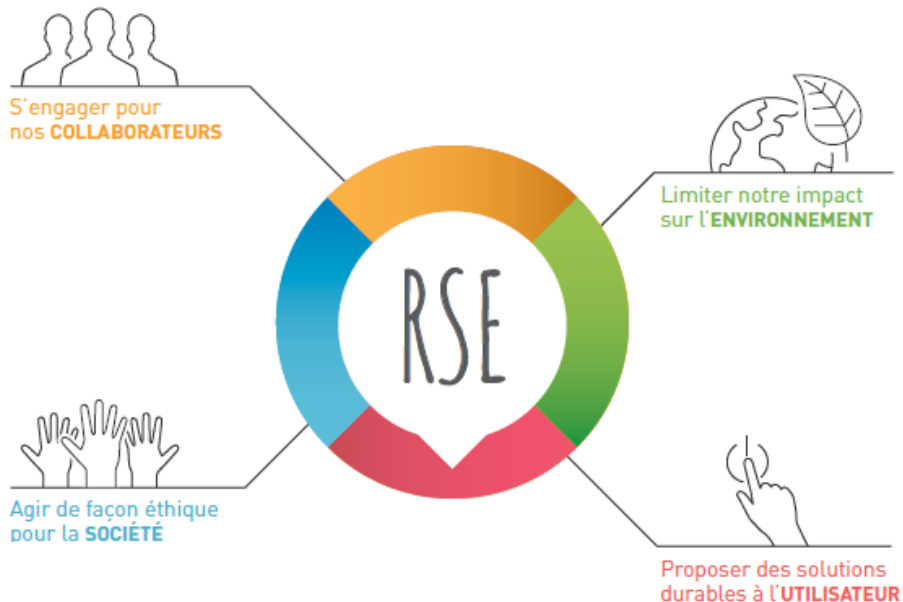 S'engager pour
nos COLLABORATEURS
Limiter notre impact
sur l'ENVIRONNEMENT
RSE
Agir de façon éthique
pour la SOCIÉTÉ
Proposer des solutions
durables à l'UTILISATEUR